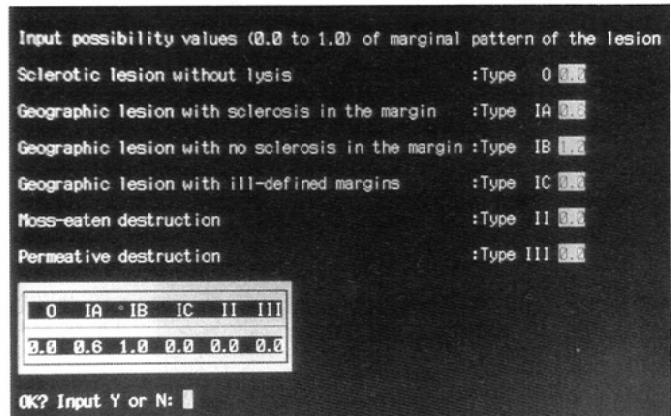 Input possibility values (0.0 to 1.0) of marginal pattern of the lesion
Sclerotic lesion without lysis :Type O 0.0
Geographic lesion with sclerosis in the margin :Type IA 0.6
Geographic lesion with no sclerosis in the margin :Type IB 1.0
Geographic lesion with ill-defined margins :Type IC 0.0
Moss-eaten destruction :Type II 0.0
Permeative destruction :Type III 0.0
O IA IB IC II III
0.0 0.6 1.0 0.0 0.0 0.0
OK? Input Y or N: